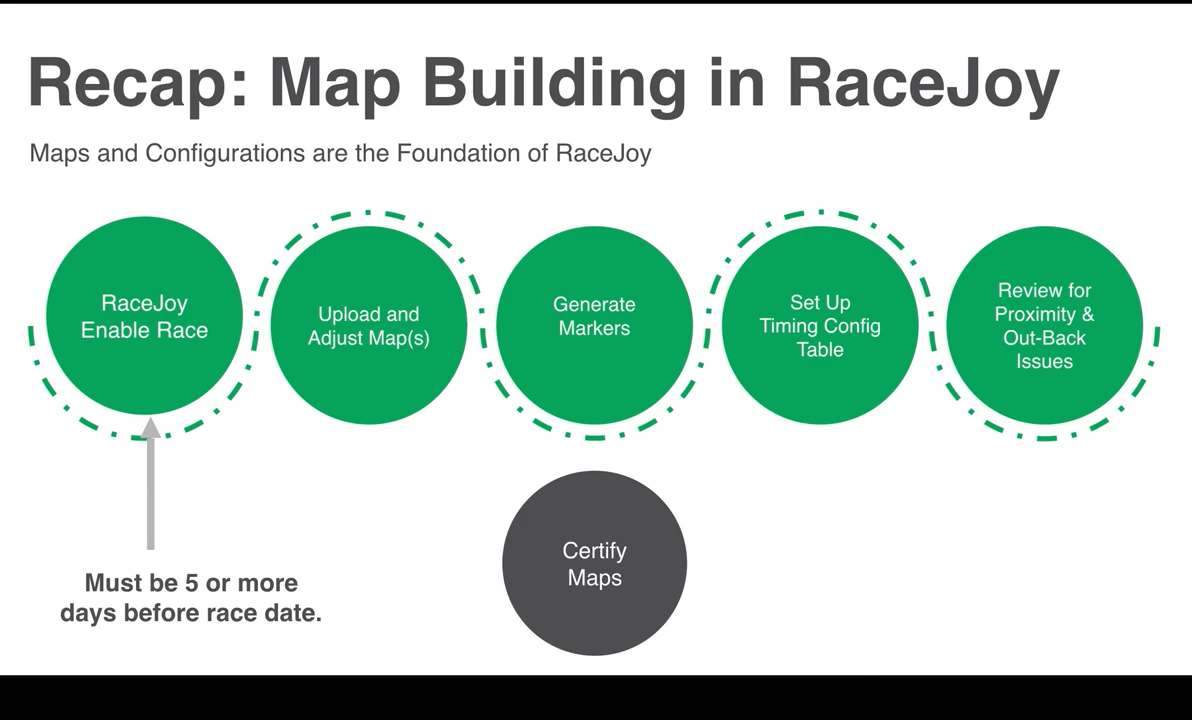 Recap: Map Building in RaceJoy
Maps and Configurations are the Foundation of RaceJoy
RaceJoy
Enable Race
Upload and
Adjust Map(s)
Generate
Markers
Set Up
Timing Config
Table
Review for
Proximity &
Out-Back
Issues
Certify
Maps
Must be 5 or more
days before race date.